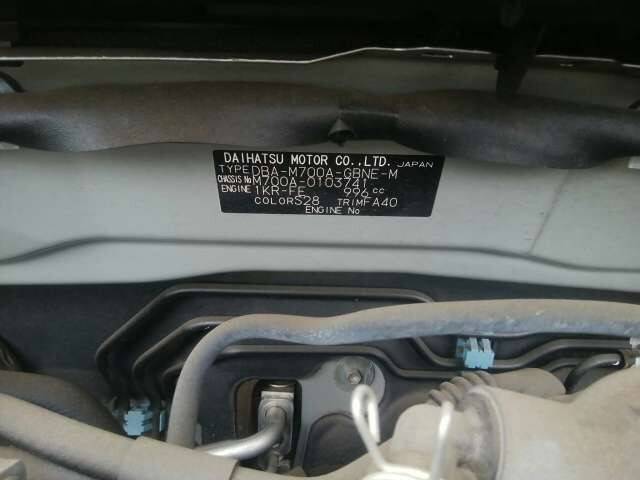 DAIHATSU MOTOR CO.,LTD. JAPAN
TYPE DBA-M700A-GBNE-M
CHASSIS No M700A-0103741
ENGINE 1KR-FE 996 cc
COLOR S28 TRIM FA40
ENGINE No